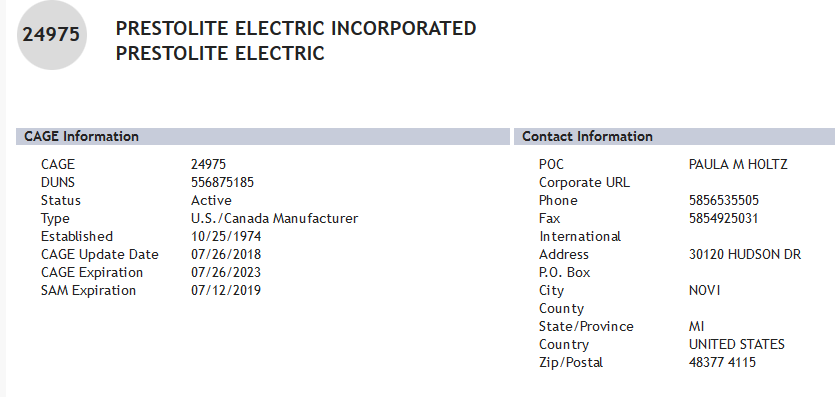 24975
PRESTOLITE ELECTRIC INCORPORATED
PRESTOLITE ELECTRIC
CAGE Information
CAGE 24975
DUNS 556875185
Status Active
Type U.S./Canada Manufacturer
Established 10/25/1974
CAGE Update Date 07/26/2018
CAGE Expiration 07/26/2023
SAM Expiration 07/12/2019
Contact Information
POC PAULA M HOLTZ
Corporate URL
Phone 5856535505
Fax 5854925031
International
Address 30120 HUDSON DR
P.O. Box
City NOVI
County
State/Province MI
Country UNITED STATES
Zip/Postal 48377 4115